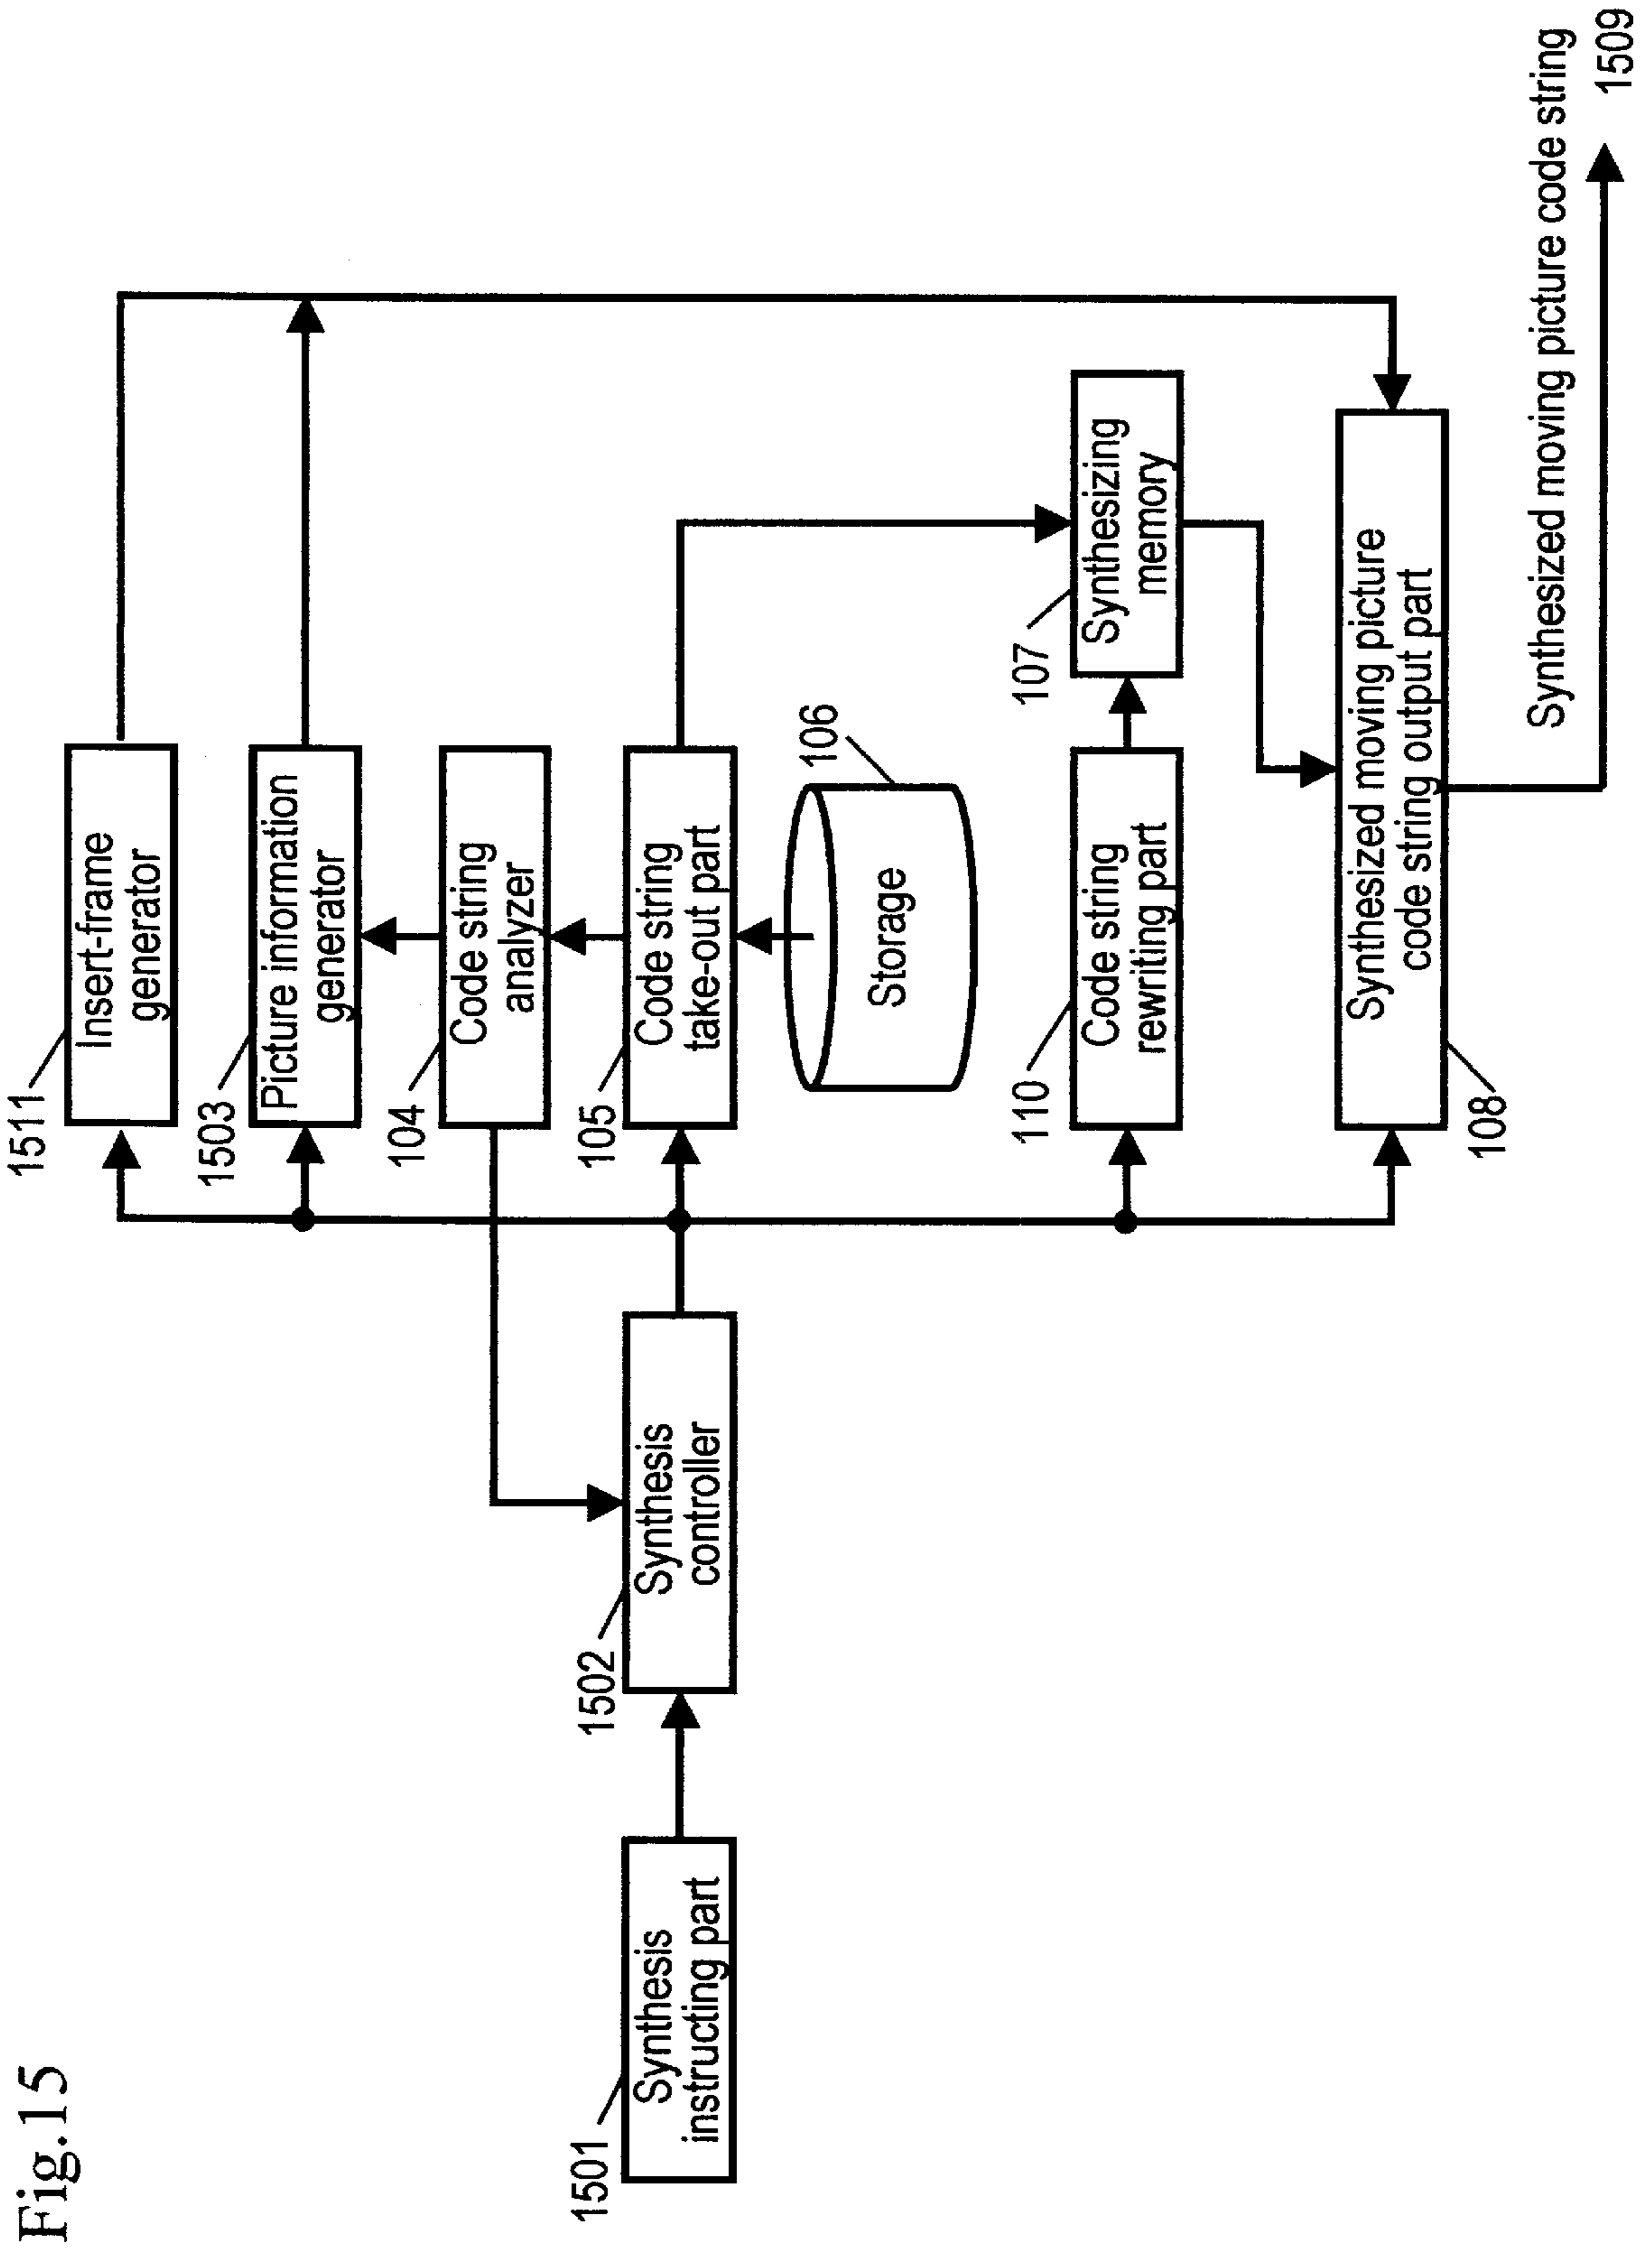 Fig.15
1511
Insert-frame
generator
1503
Picture information
generator
104
Code string
analyzer
1501
Synthesis
instructing part
1502
Synthesis
controller
105
Code string
take-out part
106
Storage
107
Synthesizing
memory
110
Code string
rewriting part
Synthesized moving picture
code string output part
108
Synthesized moving picture code string
1509